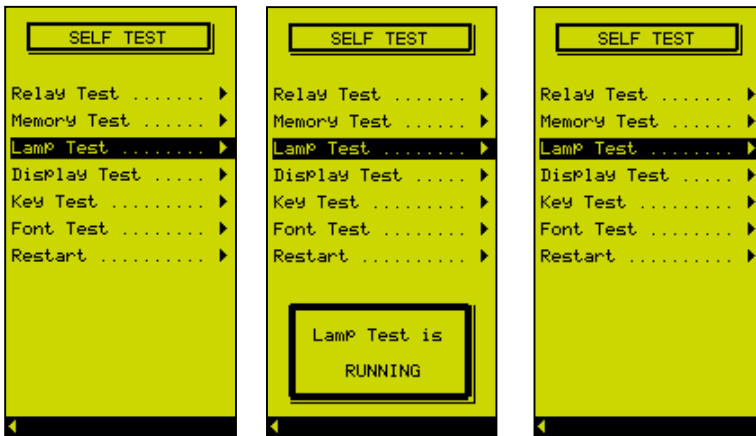 SELF TEST
Relay Test ....... ▶
Memory Test ...... ▶
Lamp Test ........ ▶
Display Test ..... ▶
Key Test ......... ▶
Font Test ........ ▶
Restart .......... ▶
◀
SELF TEST
Relay Test ....... ▶
Memory Test ...... ▶
Lamp Test ........ ▶
Display Test ..... ▶
Key Test ......... ▶
Font Test ........ ▶
Restart .......... ▶
Lamp Test is
RUNNING
◀
SELF TEST
Relay Test ....... ▶
Memory Test ...... ▶
Lamp Test ........ ▶
Display Test ..... ▶
Key Test ......... ▶
Font Test ........ ▶
Restart .......... ▶
◀